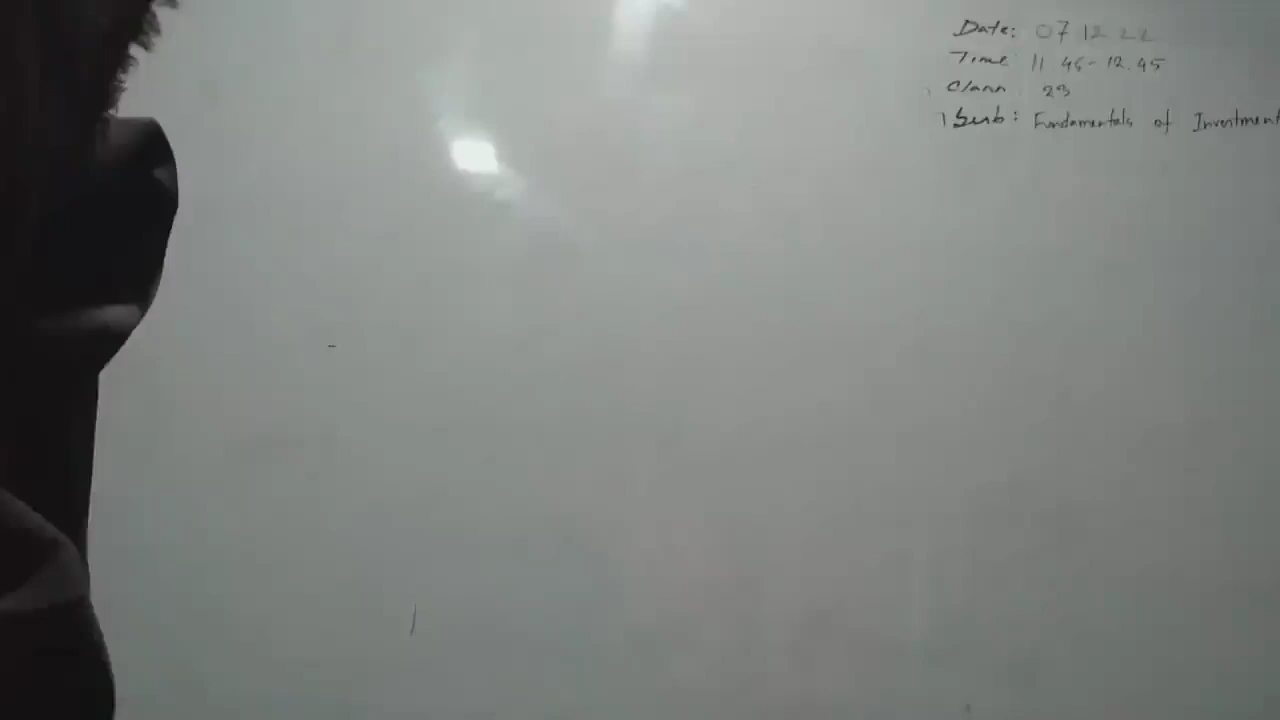 Date: 07 12 22
Time 11 45-12.45
Class 23
Sub: Fundamentals of Investment